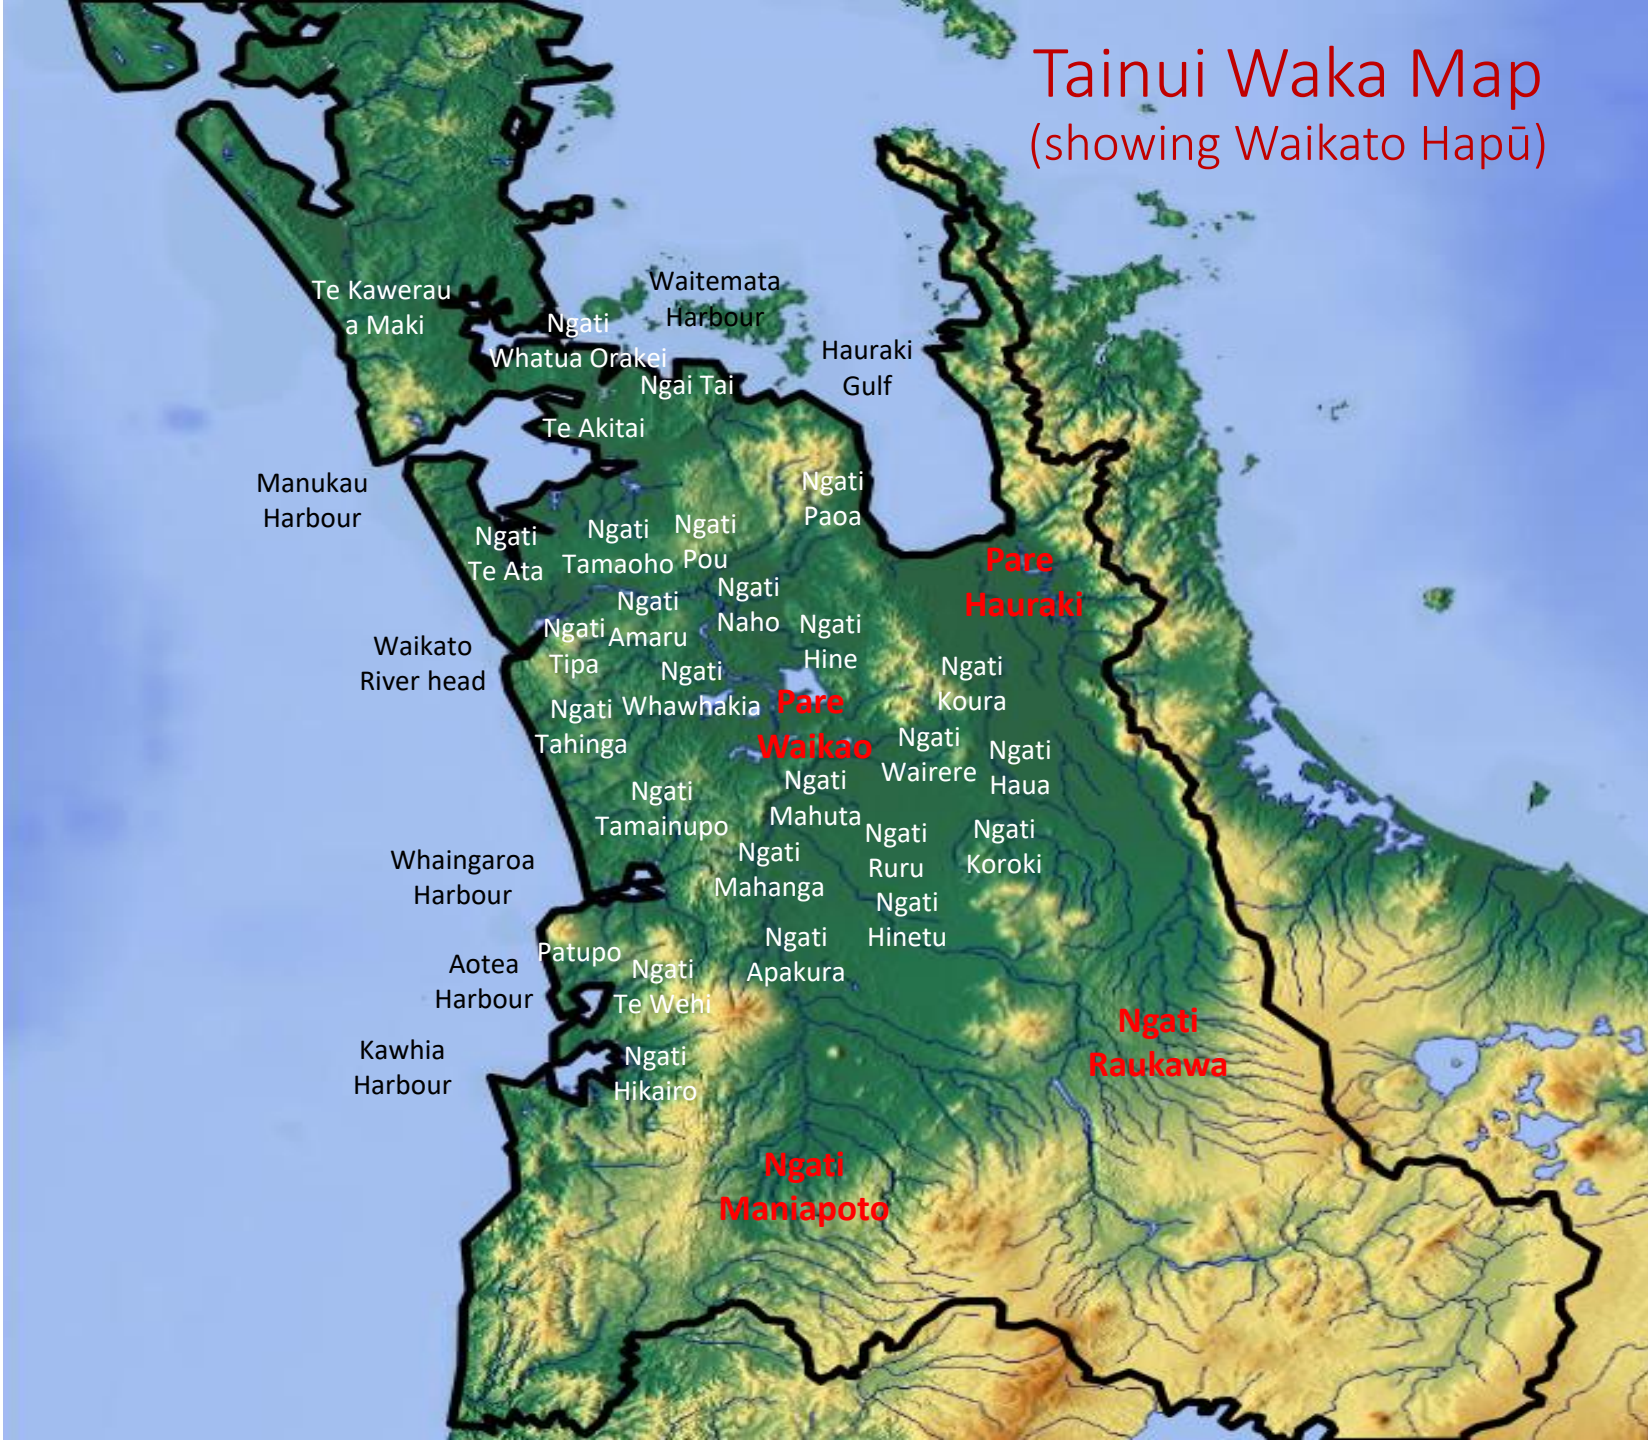 Tainui Waka Map
(showing Waikato Hapū)
Te Kawerau
a Maki
Waitemata
Harbour
Ngati
Whatua Orakei
Hauraki
Gulf
Ngai Tai
Te Akitai
Manukau
Harbour
Ngati
Paoa
Ngati
Te Ata
Ngati
Tamaoho
Ngati
Pou
Pare
Hauraki
Ngati
Naho
Ngati
Amaru
Ngati
Tipa
Ngati
Hine
Waikato
River head
Ngati
Whawhakia
Ngati
Koura
Ngati
Tahinga
Pare
Waikao
Ngati
Wairere
Ngati
Haua
Ngati
Tamainupo
Ngati
Mahuta
Ngati
Ruru
Ngati
Koroki
Ngati
Mahanga
Whaingaroa
Harbour
Ngati
Hinetu
Ngati
Apakura
Patupo
Aotea
Harbour
Ngati
Te Wehi
Ngati
Raukawa
Kawhia
Harbour
Ngati
Hikairo
Ngati
Maniapoto